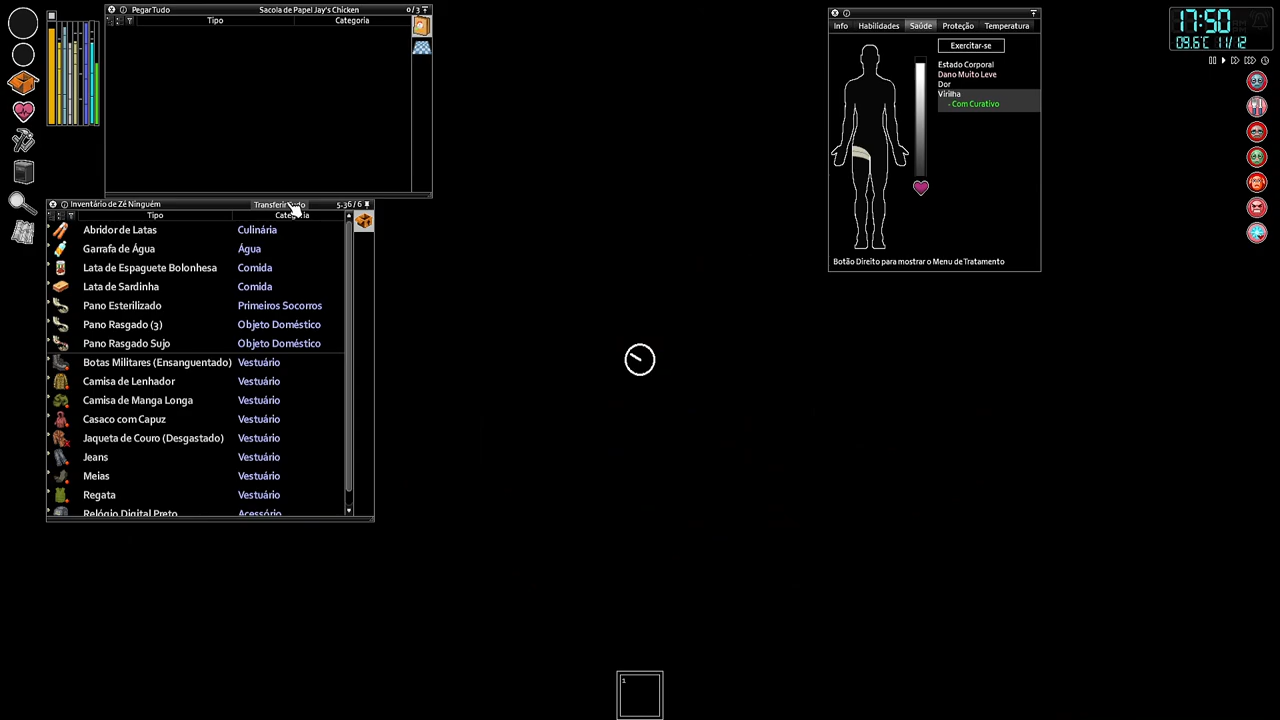 PegarTudo Sacola de Papel Jay's Chicken 0/3
Tipo Categoria
Inventário de Zé Ninguém 5.36/6
Tipo
Abridor de Latas Culinária
Garrafa de Água Água
Lata de Espaguete Bolonhesa Comida
Lata de Sardinha Comida
Pano Esterilizado Primeiros Socorros
Pano Rasgado (3) Objeto Doméstico
Pano Rasgado Sujo Objeto Doméstico
Botas Militares (Ensanguentado) Vestuário
Camisa de Lenhador Vestuário
Camisa de Manga Longa Vestuário
Casaco com Capuz Vestuário
Jaqueta de Couro (Desgastado) Vestuário
Jeans Vestuário
Meias Vestuário
Regata Vestuário
Relógio Digital Preto Acessório
Info Habilidades Saúde Proteção Temperatura
Exercitar-se
Estado Corporal
Dano Muito Leve
Dor
Virilha
- Com Curativo
Botão Direito para mostrar o Menu de Tratamento
17:50
09.6°C 11/12
1